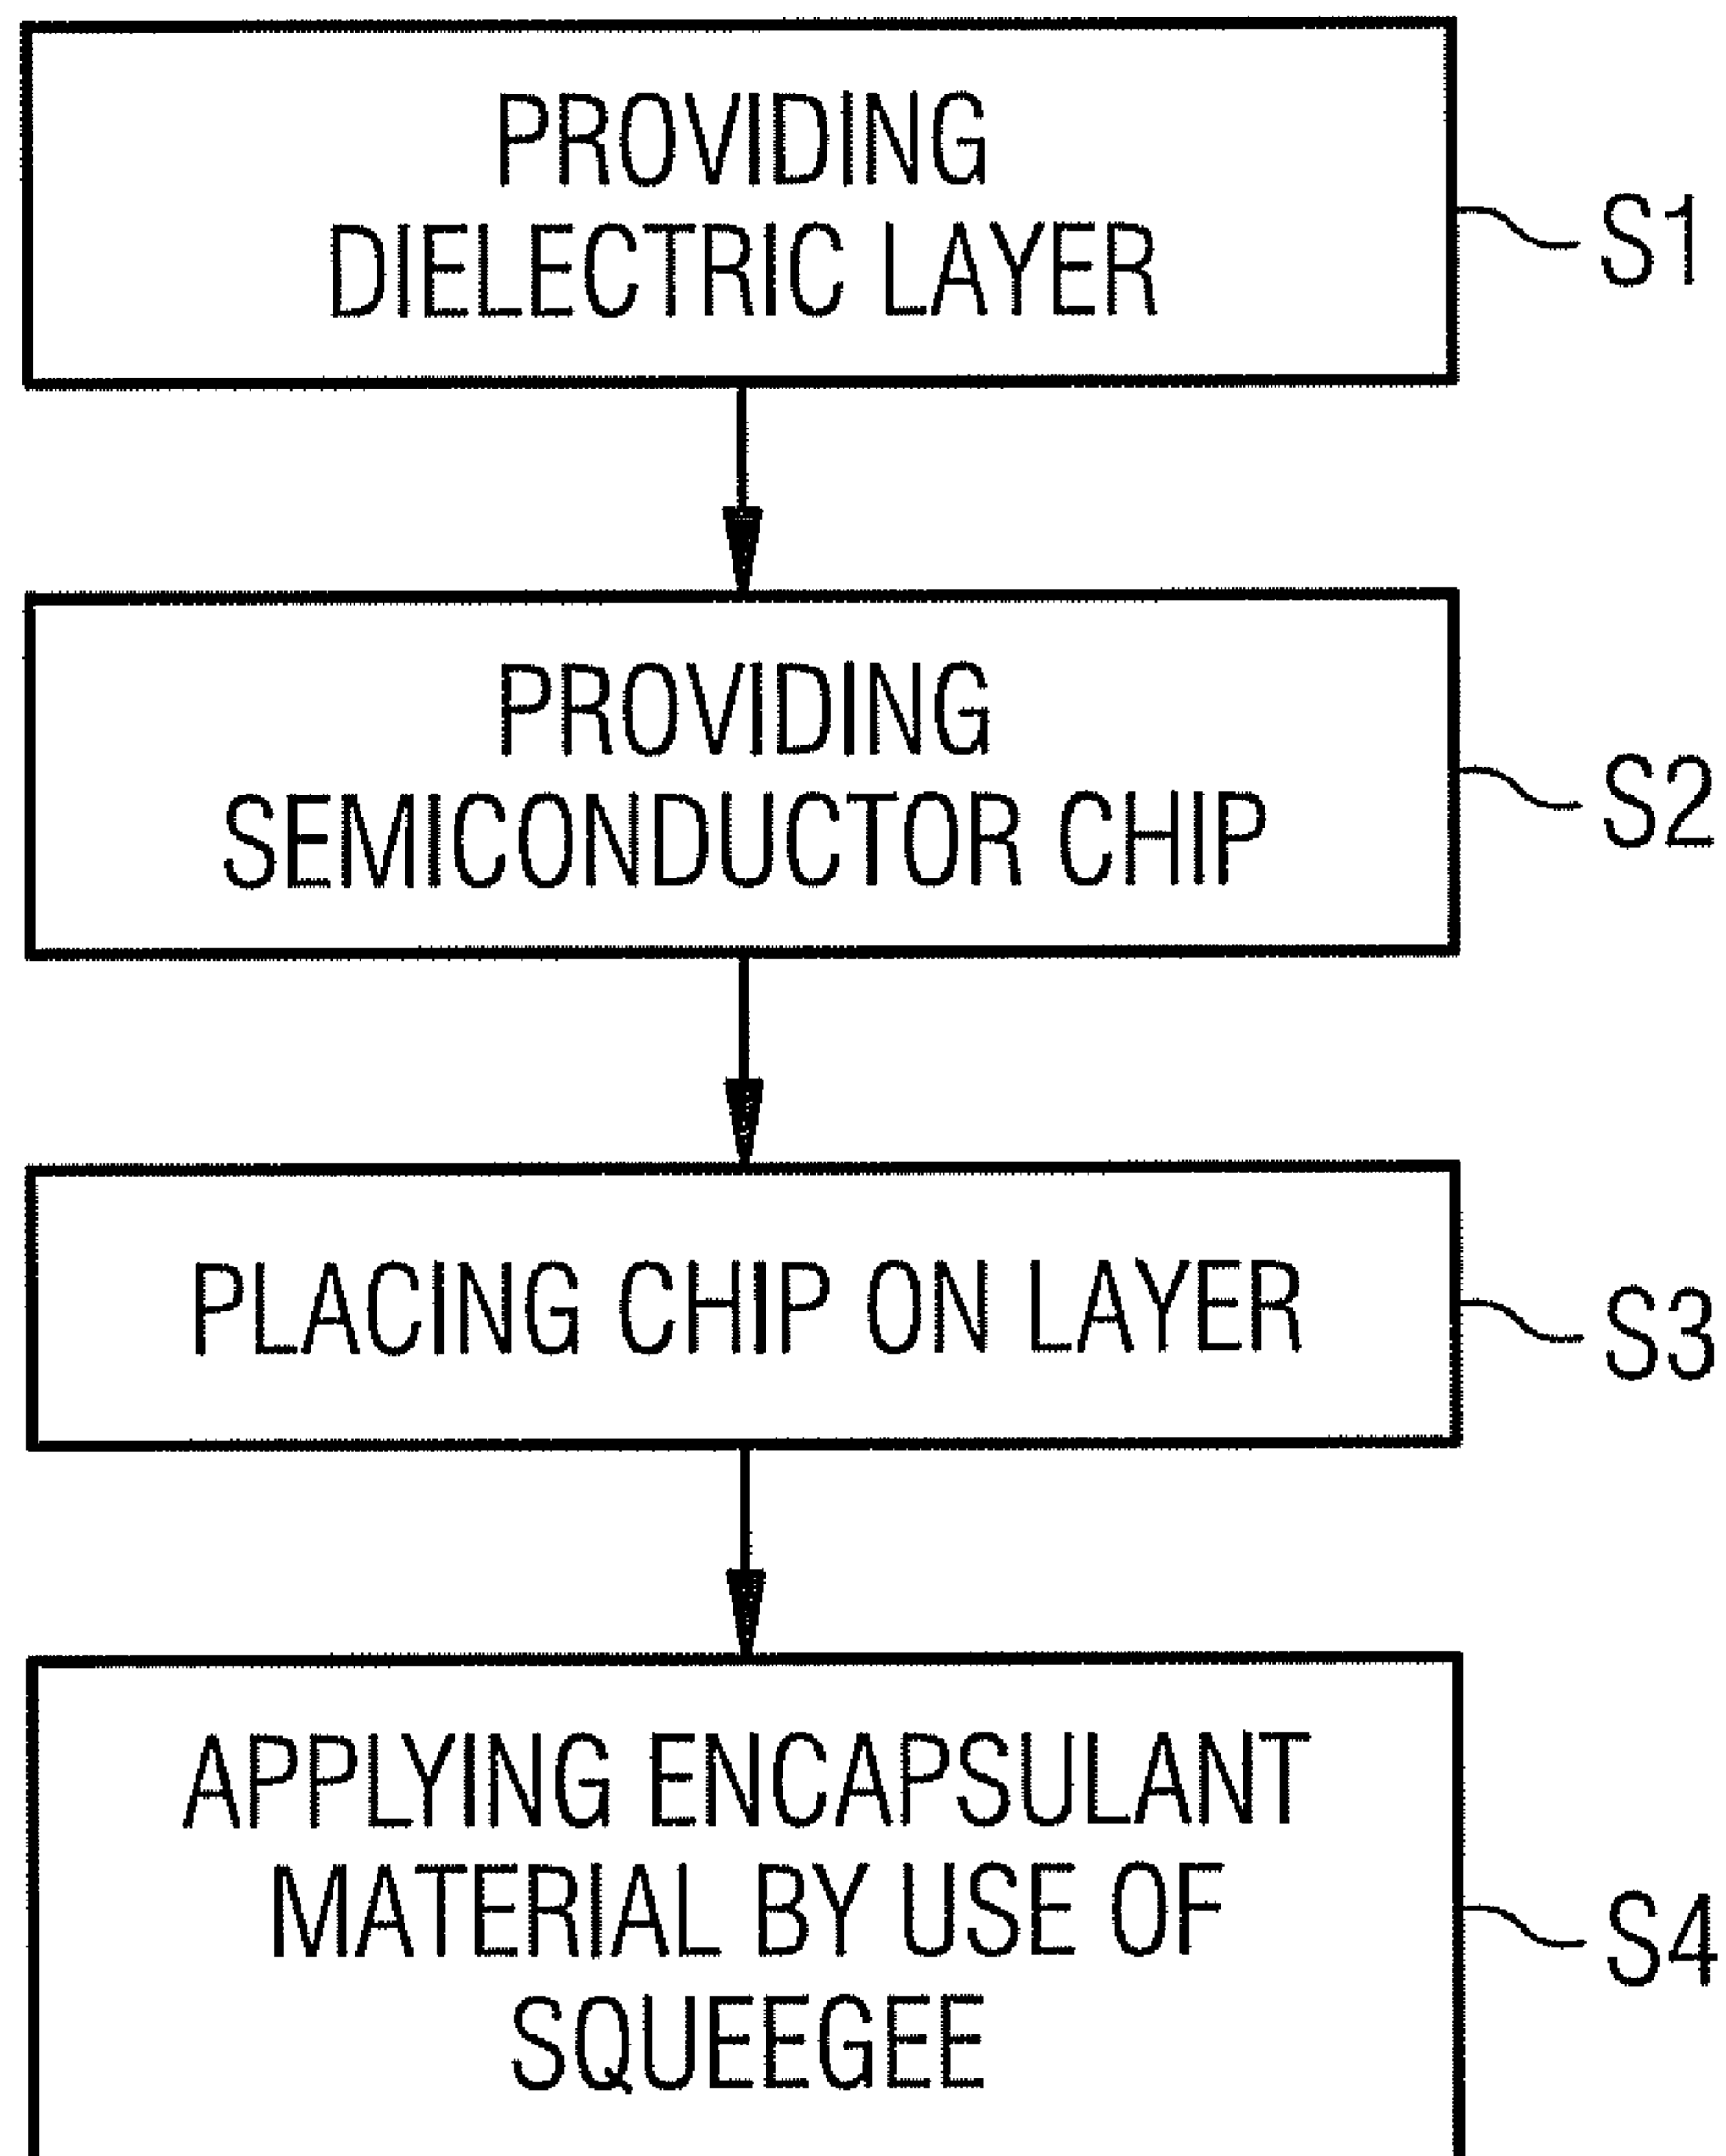 PROVIDING
DIELECTRIC LAYER
S1
PROVIDING
SEMICONDUCTOR CHIP
S2
PLACING CHIP ON LAYER
S3
APPLYING ENCAPSULANT
MATERIAL BY USE OF
SQUEEGEE
S4